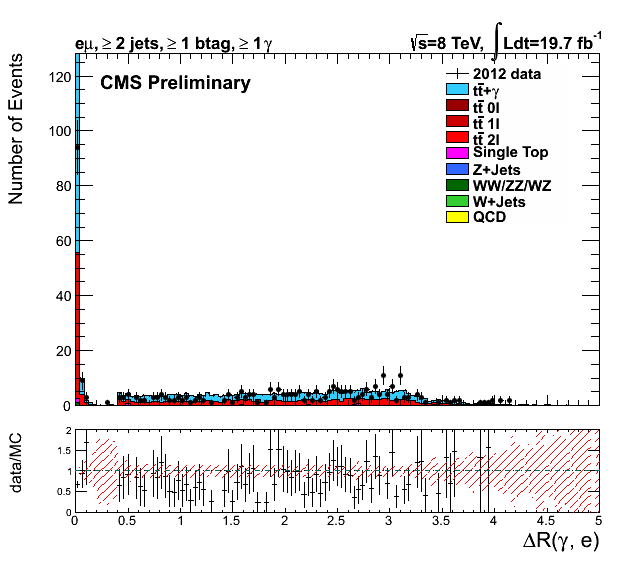 eμ, ≥ 2 jets, ≥ 1 btag, ≥ 1 γ
√s=8 TeV, ∫ Ldt=19.7 fb⁻¹
CMS Preliminary
2012 data
tt̄+γ
tt̄ 0l
tt̄ 1l
tt̄ 2l
Single Top
Z+Jets
WW/ZZ/WZ
W+Jets
QCD
Number of Events
120
100
80
60
40
20
0
data/MC
2
1.5
1
0.5
0
0 0.5 1 1.5 2 2.5 3 3.5 4 4.5 5
ΔR(γ, e)